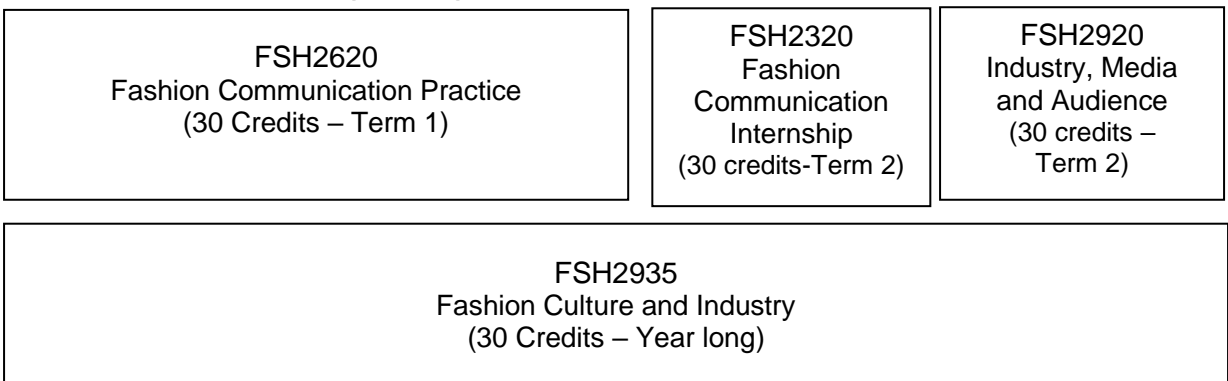 FSH2620
Fashion Communication Practice
(30 Credits – Term 1)
FSH2320
Fashion
Communication
Internship
(30 credits-Term 2)
FSH2920
Industry, Media
and Audience
(30 credits –
Term 2)
FSH2935
Fashion Culture and Industry
(30 Credits – Year long)